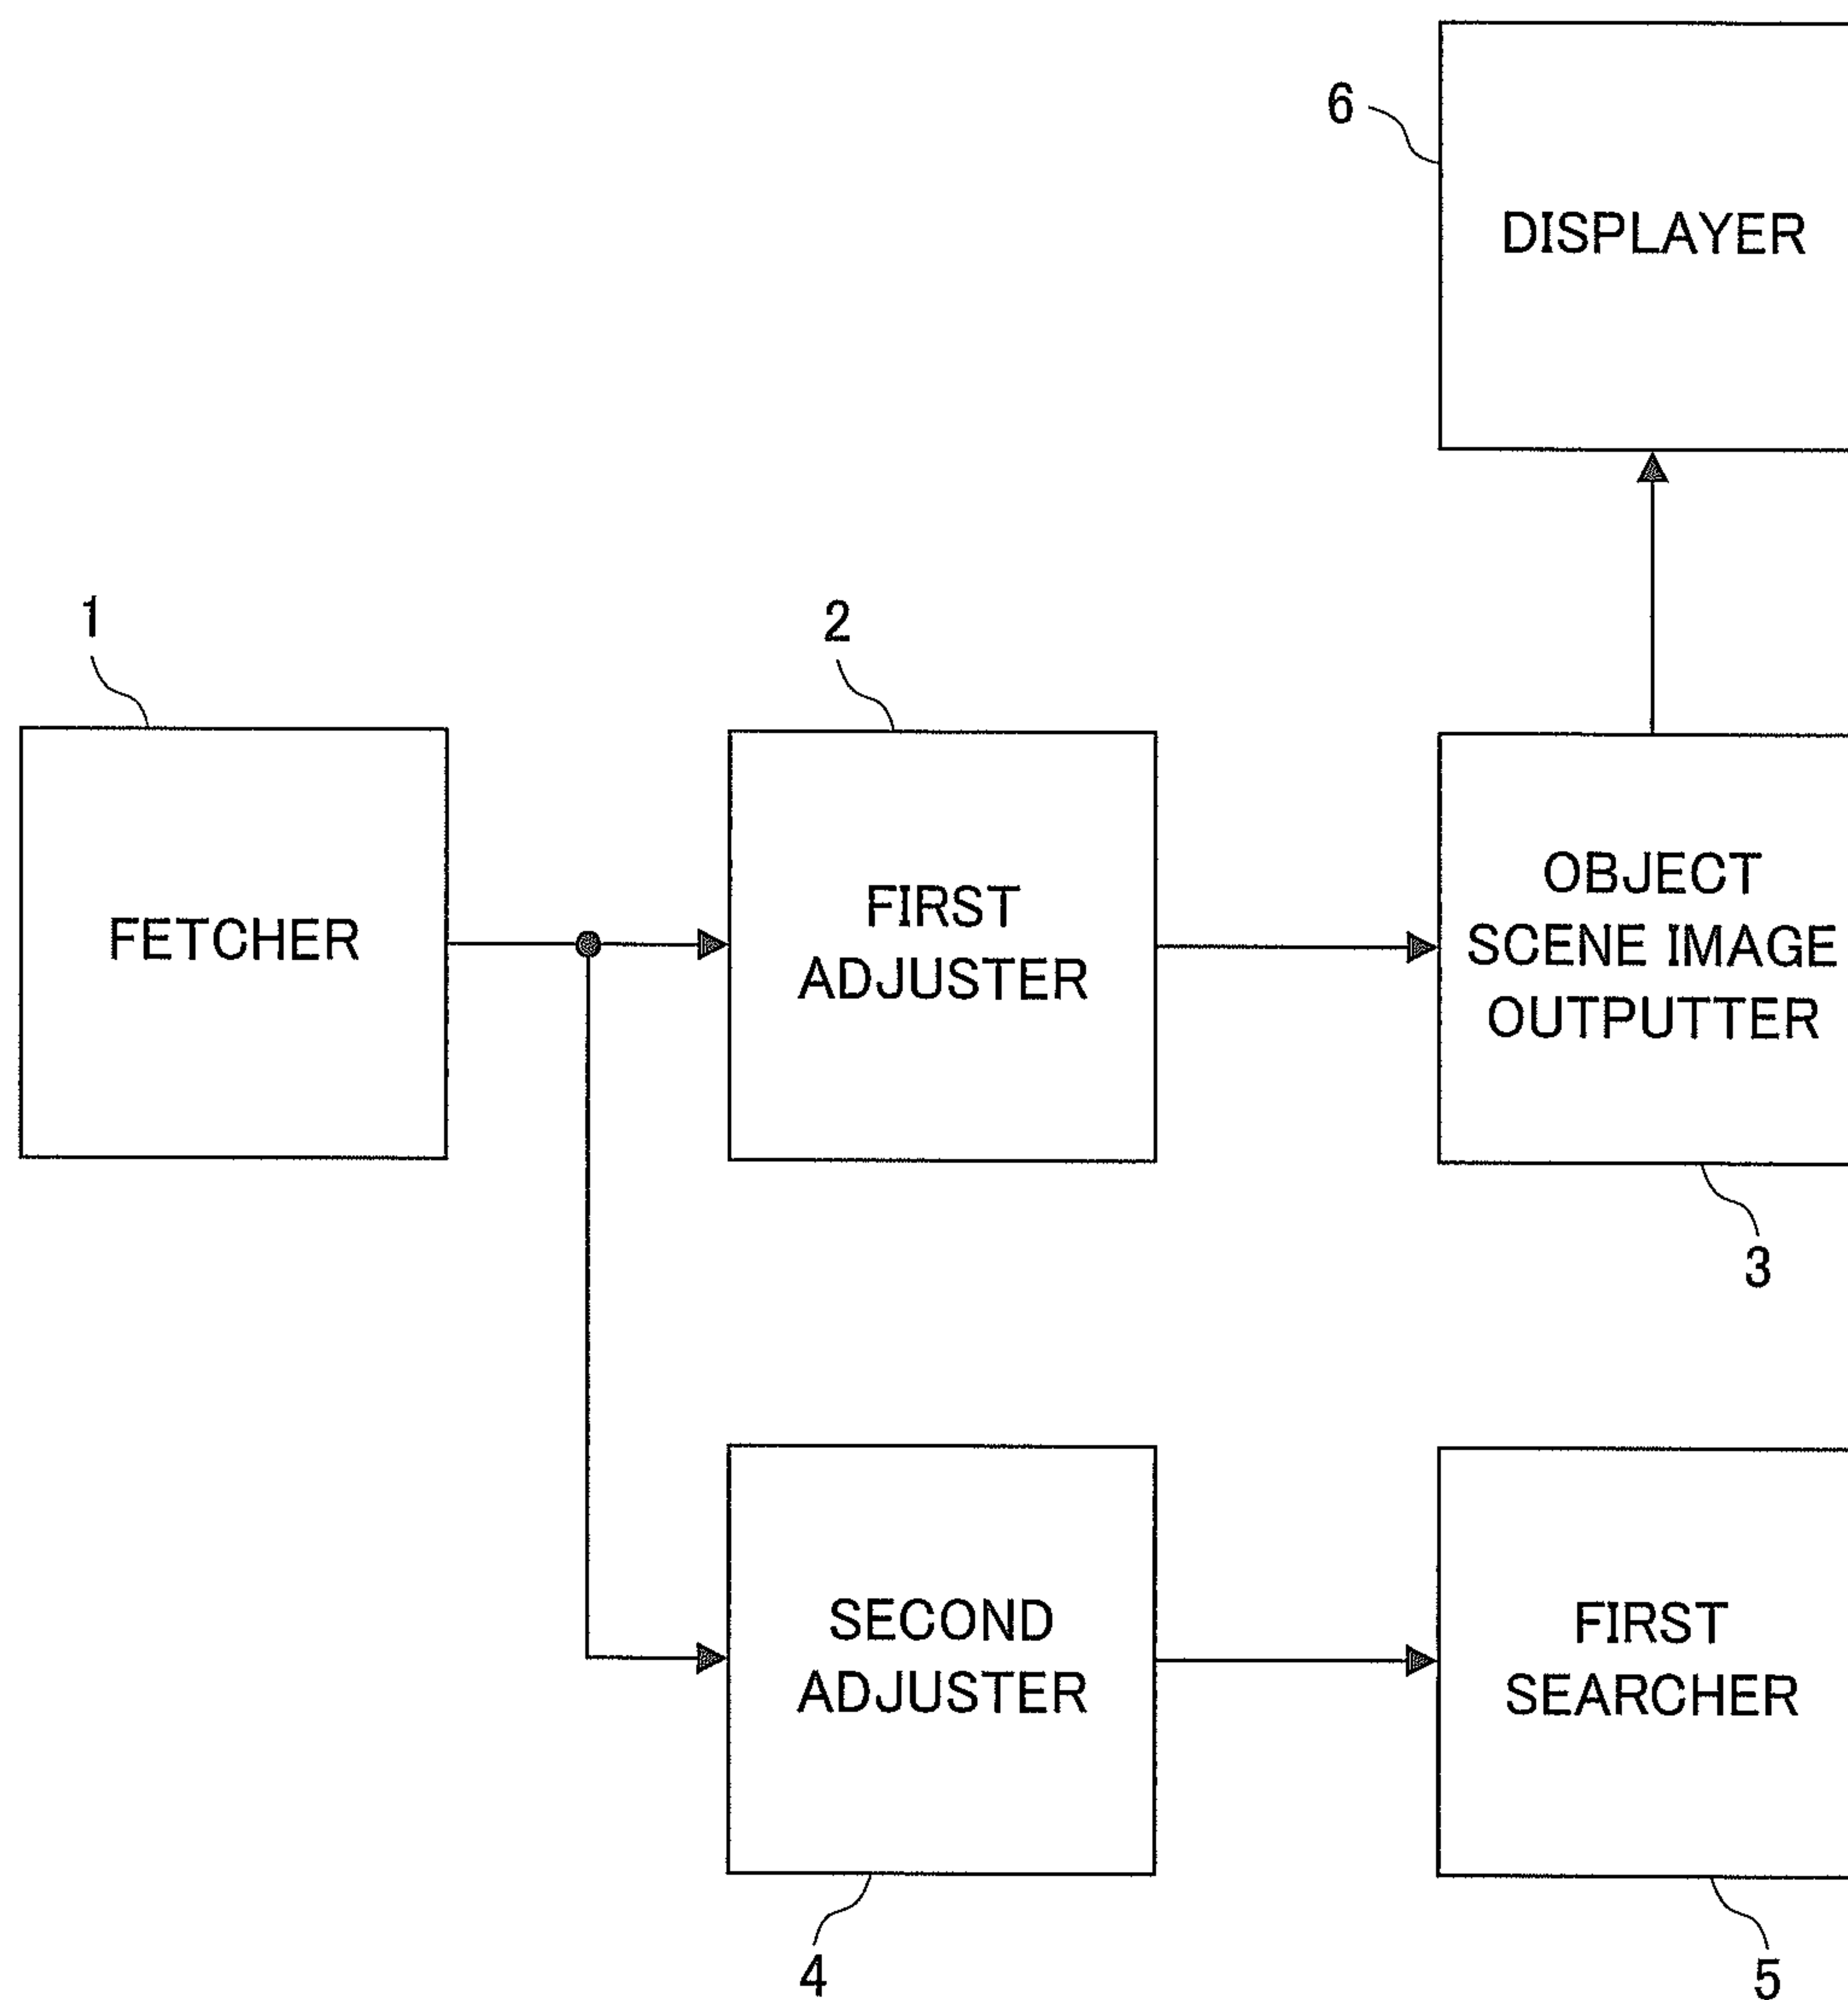 6
DISPLAYER
1
2
FETCHER
FIRST
ADJUSTER
OBJECT
SCENE IMAGE
OUTPUTTER
3
SECOND
ADJUSTER
FIRST
SEARCHER
4
5